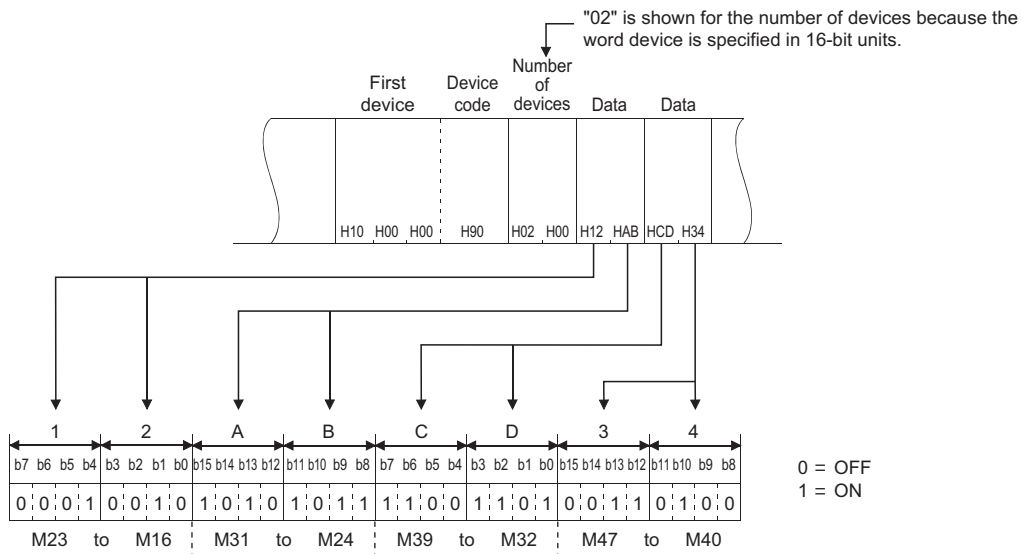 "02" is shown for the number of devices because the
word device is specified in 16-bit units.
First device
Device code
Number of devices
Data
Data
H10 H00 H00 H90 H02 H00 H12 HAB HCD H34
1 2 A B C D 3 4
b7 b6 b5 b4 b3 b2 b1 b0 b15 b14 b13 b12 b11 b10 b9 b8 b7 b6 b5 b4 b3 b2 b1 b0 b15 b14 b13 b12 b11 b10 b9 b8
0 0 0 1 0 0 1 0 1 0 1 0 1 0 1 1 1 1 0 0 1 1 0 1 0 0 1 1 0 1 0 0
M23 to M16 M31 to M24 M39 to M32 M47 to M40
0 = OFF
1 = ON